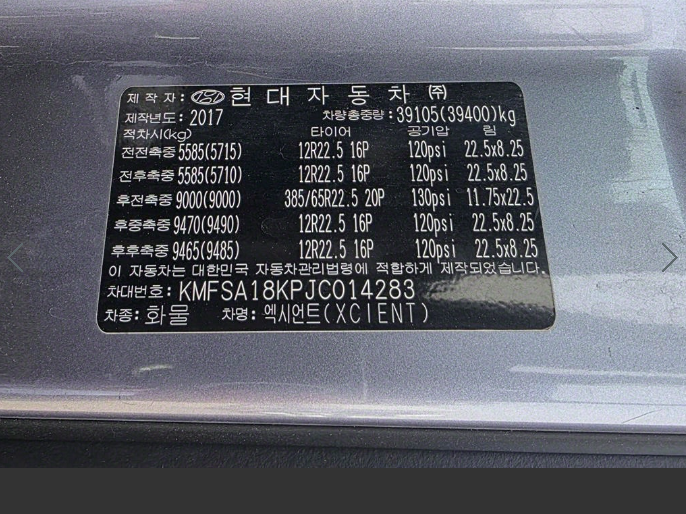 제 작 자 : 현 대 자 동 차 ㈜
제작년도 : 2017 차량총중량 : 39105(39400)kg
적차시(kg) 타이어 공기압 림
전전축중 5585(5715) 12R22.5 16P 120psi 22.5x8.25
전후축중 5585(5710) 12R22.5 16P 120psi 22.5x8.25
후전축중 9000(9000) 385/65R22.5 20P 130psi 11.75x22.5
후중축중 9470(9490) 12R22.5 16P 120psi 22.5x8.25
후후축중 9465(9485) 12R22.5 16P 120psi 22.5x8.25
이 자동차는 대한민국 자동차관리법령에 적합하게 제작되었습니다.
차대번호 : KMFSA18KPJC014283
차종 : 화물 차명 : 엑시언트(XCIENT)